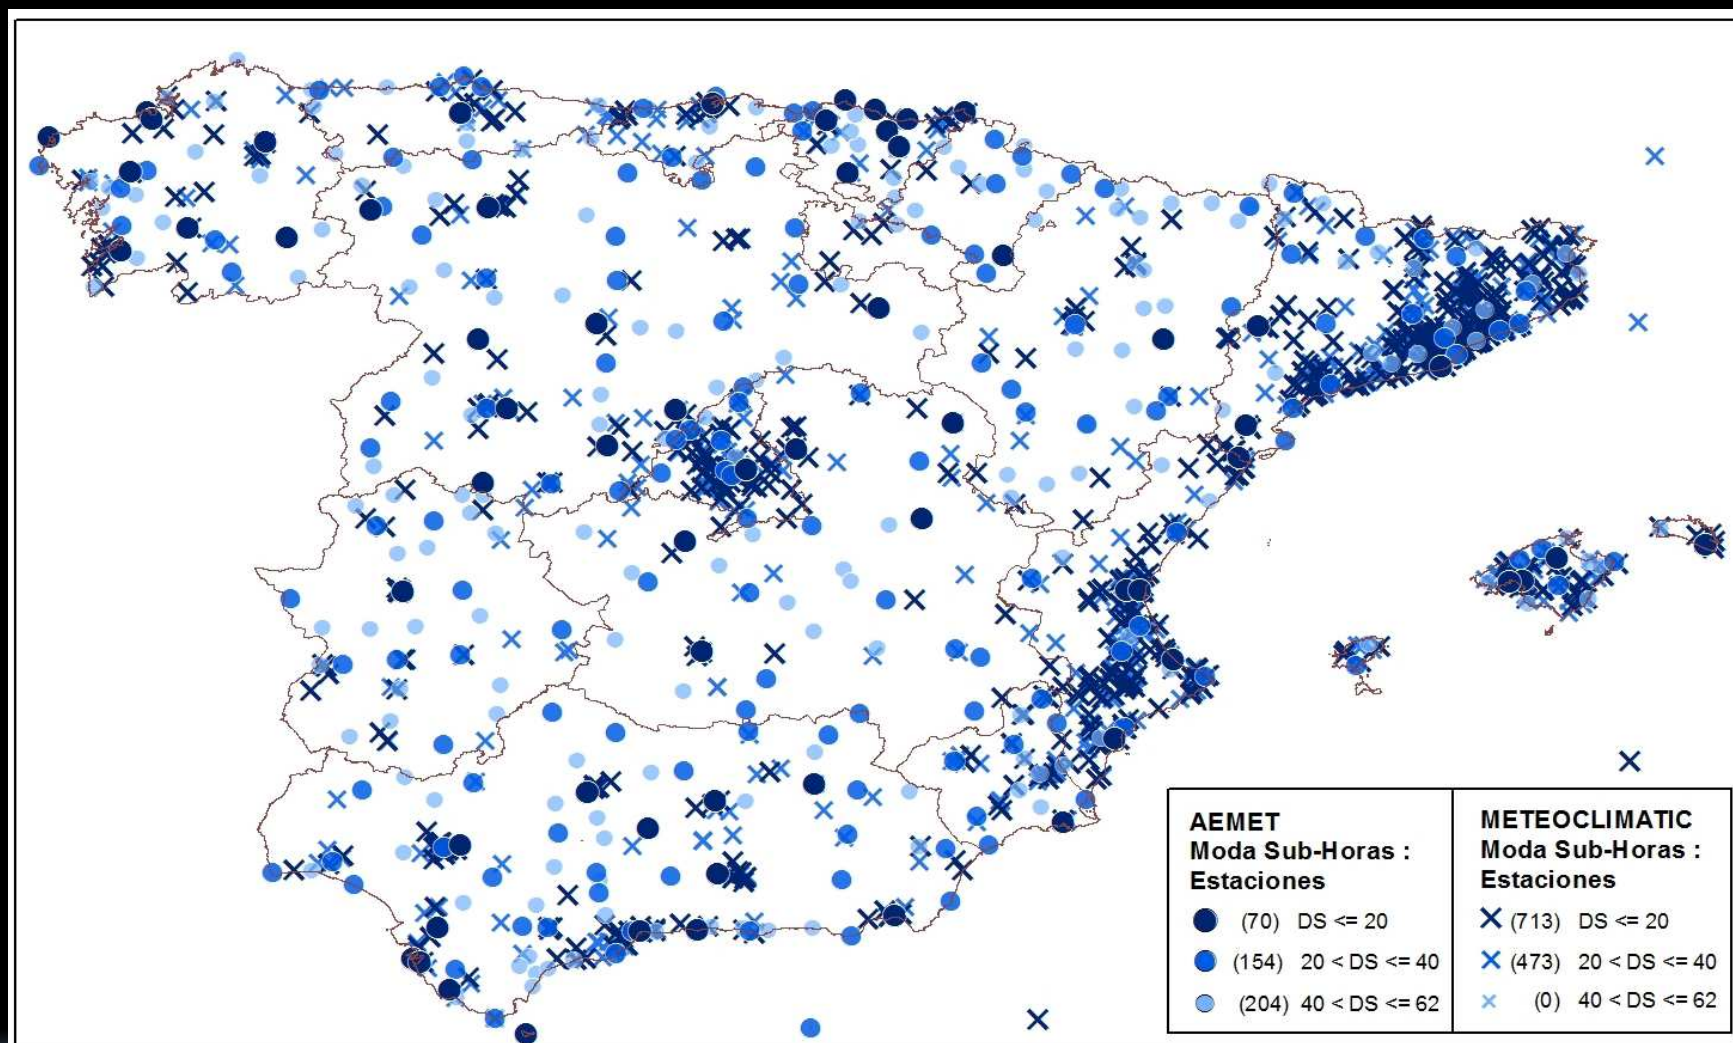 AEMET
Moda Sub-Horas :
Estaciones
(70) DS <= 20
(154) 20 < DS <= 40
(204) 40 < DS <= 62
METEOCLIMATIC
Moda Sub-Horas :
Estaciones
(713) DS <= 20
(473) 20 < DS <= 40
(0) 40 < DS <= 62